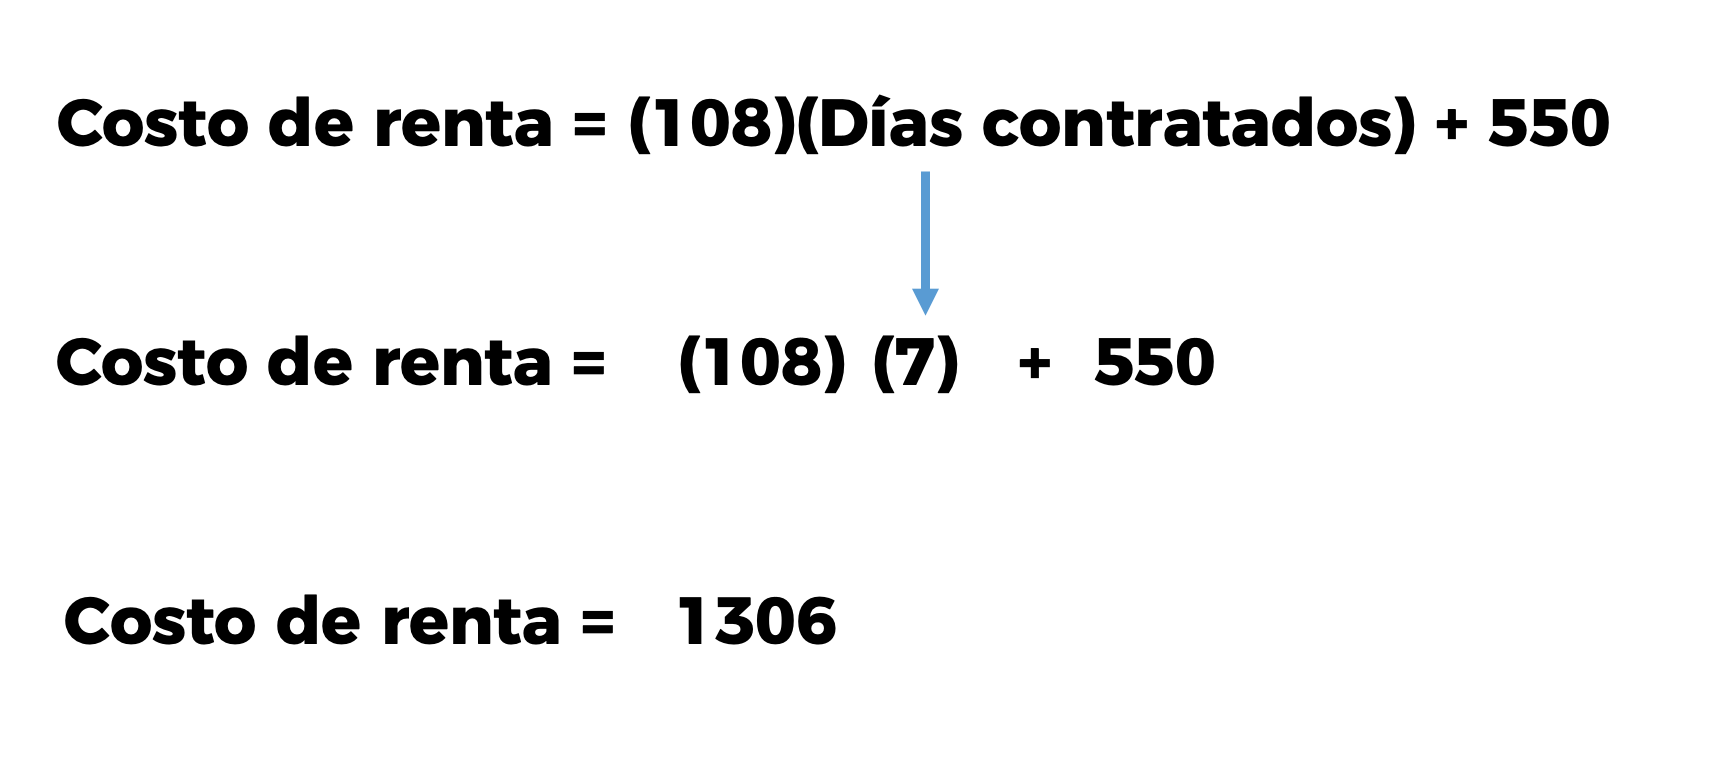 Costo de renta = (108)(Días contratados) + 550
Costo de renta = (108) (7) + 550
Costo de renta = 1306